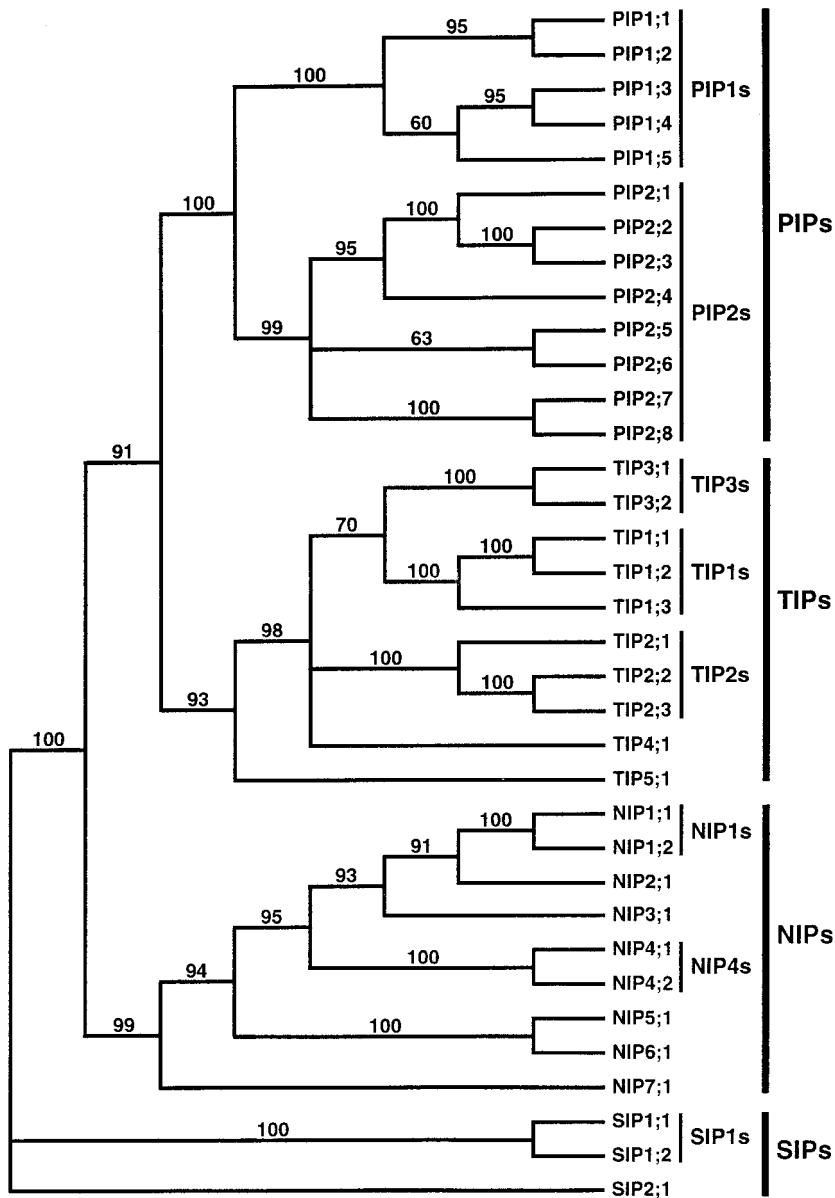 PIP1;1
95
PIP1;2
100
PIP1;3
95
PIP1s
PIP1;4
60
PIP1;5
PIP2;1
100
100
PIP2;2
100
PIP2;3
PIPs
95
PIP2;4
PIP2s
99
PIP2;5
63
PIP2;6
PIP2;7
100
PIP2;8
91
TIP3;1
100
TIP3s
TIP3;2
70
TIP1;1
100
TIP1;2
TIP1s
100
TIP1;3
TIPs
98
TIP2;1
100
TIP2;2
TIP2s
100
93
TIP2;3
100
TIP4;1
TIP5;1
NIP1;1
100
NIP1s
NIP1;2
91
NIP2;1
93
NIP3;1
95
NIPs
NIP4;1
100
NIP4s
94
NIP4;2
NIP5;1
99
100
NIP6;1
NIP7;1
SIP1;1
100
SIP1s
SIP1;2
SIPs
SIP2;1